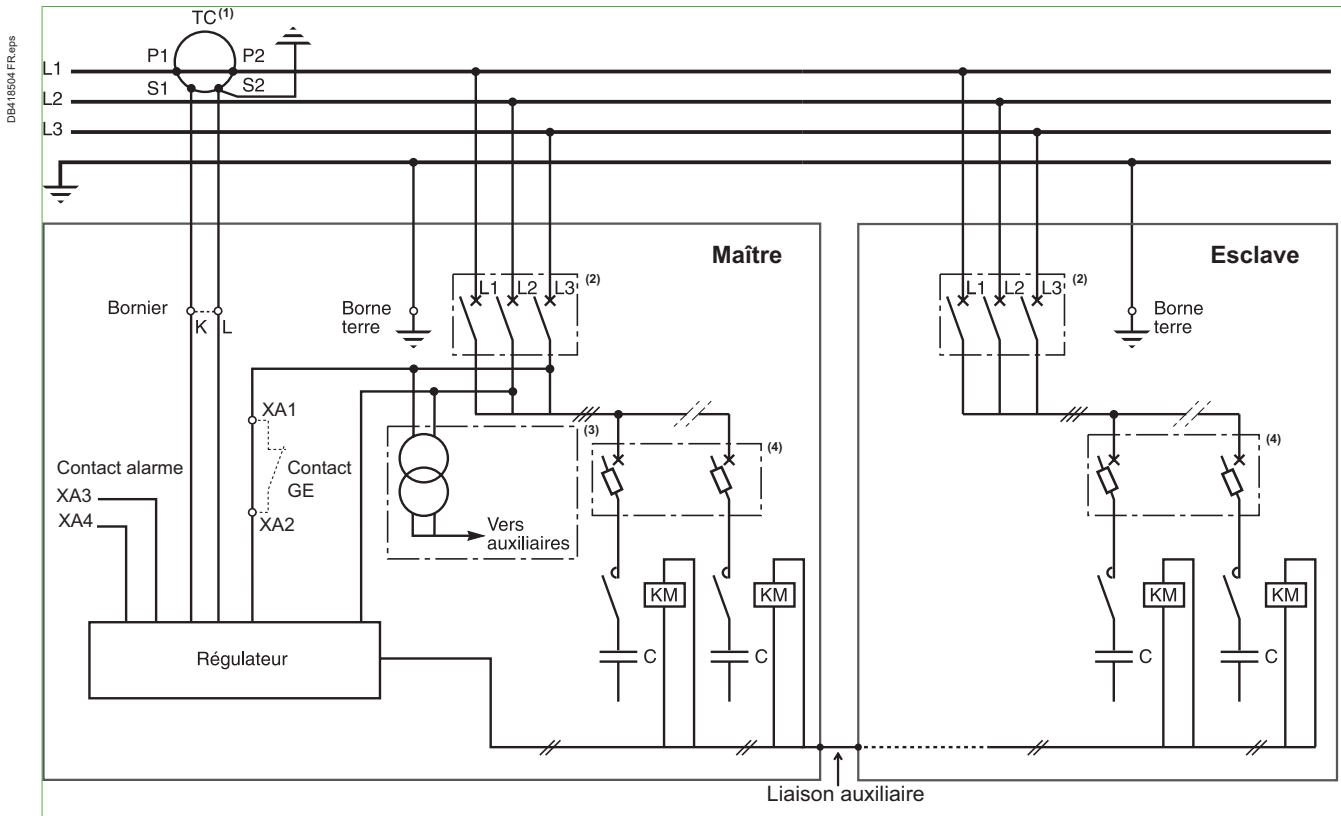 DB418504 FR.eps
TC(1)
P1 P2
L1
S1 S2
L2
L3
Maître
Esclave
L1 L2 L3 (2)
L1 L2 L3 (2)
Bornier
K L
Borne
terre
Borne
terre
XA1
(3)
(4)
(4)
Contact alarme
Contact
GE
XA3
XA4
XA2
Vers
auxiliaires
KM KM
KM KM
Régulateur
C C
C C
Liaison auxiliaire